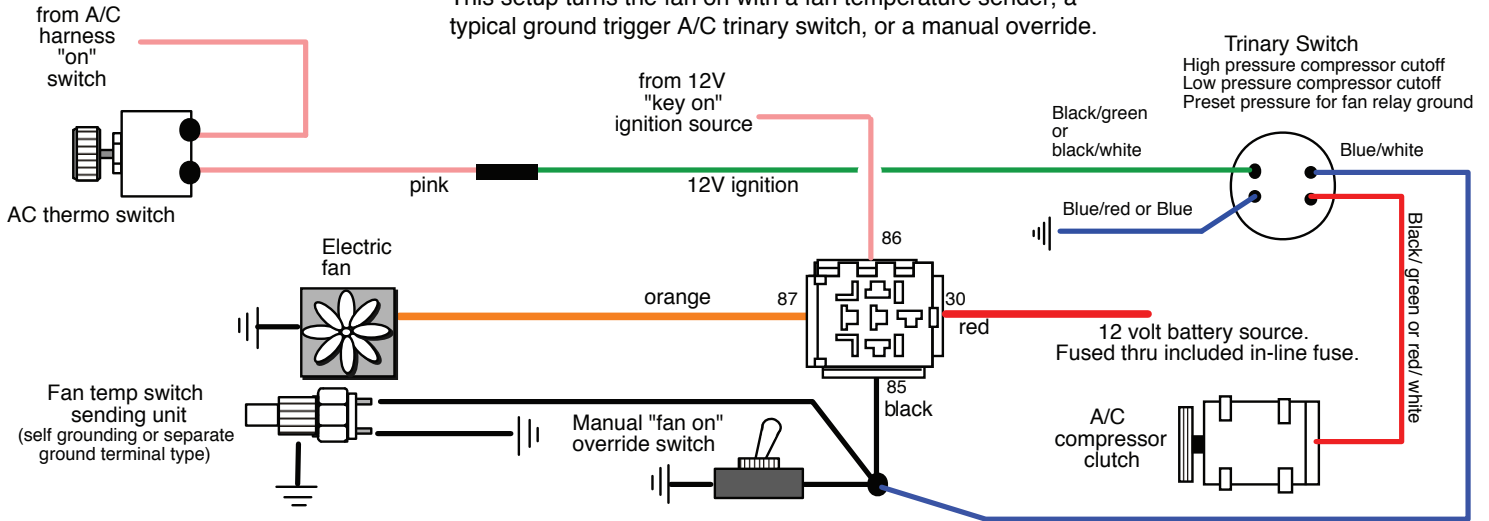 This setup turns the fan on with a fan temperature sender, a
typical ground trigger A/C trinary switch, or a manual override.
from A/C
harness
"on"
switch
AC thermo switch
pink
12V ignition
from 12V
"key on"
ignition source
Black/green
or
black/white
Trinary Switch
High pressure compressor cutoff
Low pressure compressor cutoff
Preset pressure for fan relay ground
Blue/white
Blue/red or Blue
Black/ green or red/ white
Electric
fan
orange
86
87
30
red
85
black
12 volt battery source.
Fused thru included in-line fuse.
Fan temp switch
sending unit
(self grounding or separate
ground terminal type)
Manual "fan on"
override switch
A/C
compressor
clutch